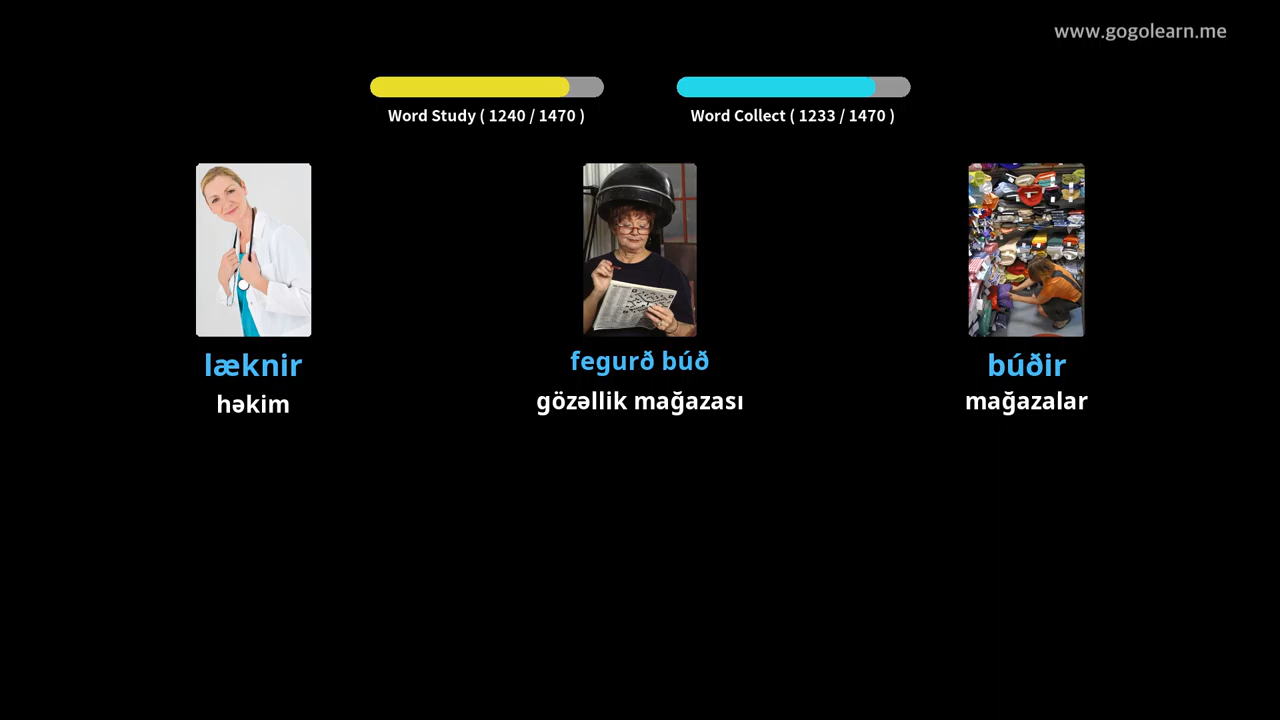 www.gogolearn.me
Word Study ( 1240 / 1470 )
Word Collect ( 1233 / 1470 )
læknir
həkim
fegurð búð
gözəllik mağazası
búðir
mağazalar